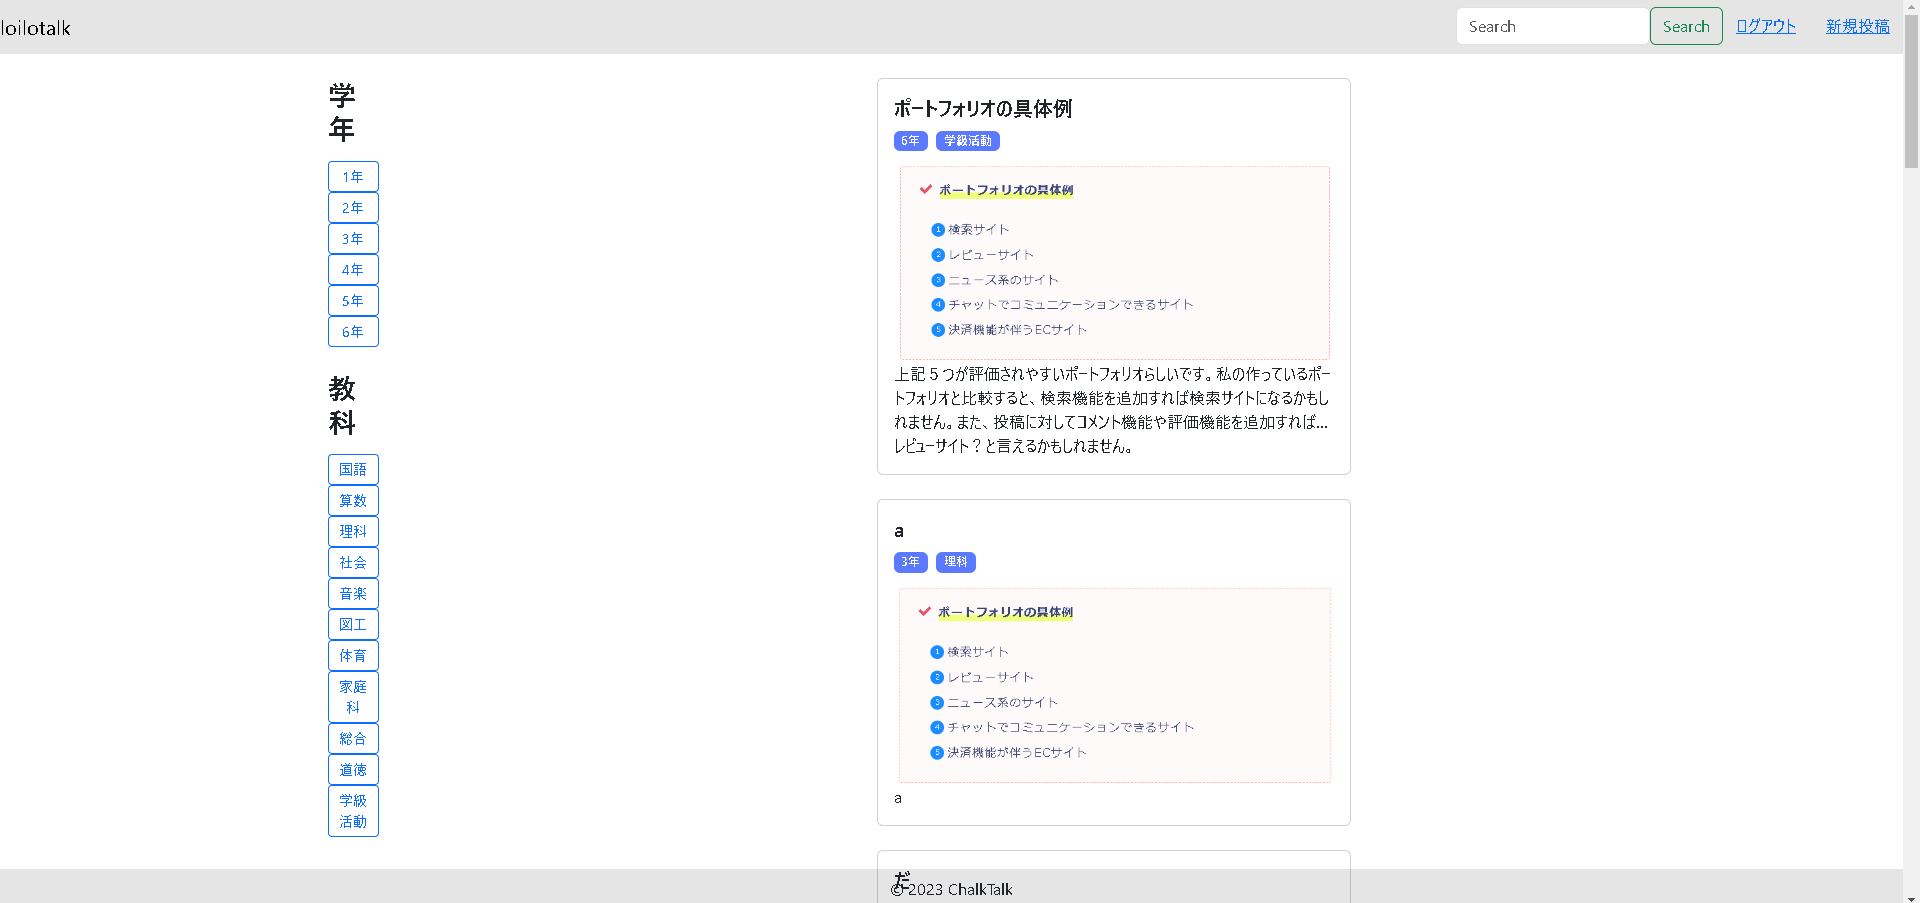 loilotalk
Search
Search
ログアウト
新規投稿
学
年
1年
2年
3年
4年
5年
6年
教
科
国語
算数
理科
社会
音楽
図工
体育
家庭
科
総合
道徳
学級
活動
ポートフォリオの具体例
6年 学級活動
ポートフォリオの具体例
1 検索サイト
2 レビューサイト
3 ニュース系のサイト
4 チャットでコミュニケーションできるサイト
5 決済機能が伴うECサイト
上記５つが評価されやすいポートフォリオらしいです。私の作っているポー
トフォリオと比較すると、検索機能を追加すれば検索サイトになるかもし
れません。また、投稿に対してコメント機能や評価機能を追加すれば...
レビューサイト？と言えるかもしれません。
a
3年 理科
ポートフォリオの具体例
1 検索サイト
2 レビューサイト
3 ニュース系のサイト
4 チャットでコミュニケーションできるサイト
5 決済機能が伴うECサイト
a
だ
© 2023 ChalkTalk